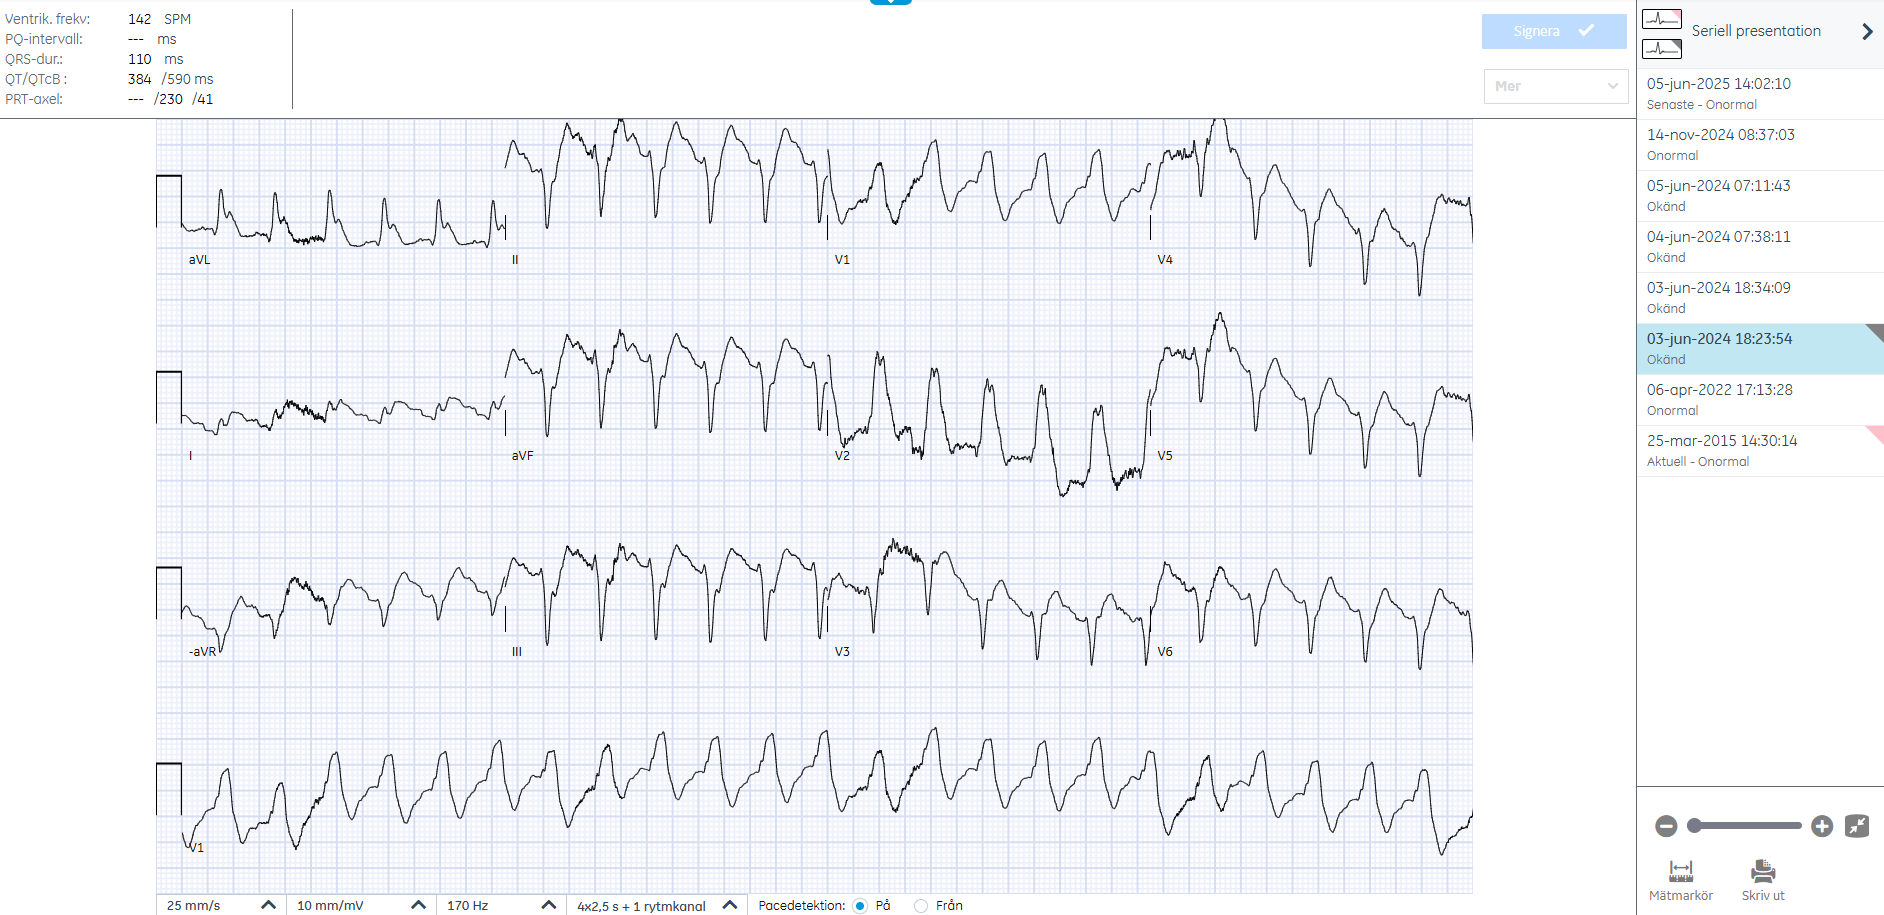 Ventrik. frekv: 142 SPM
PQ-intervall: --- ms
QRS-dur.: 110 ms
QT/QTcB : 384 /590 ms
PRT-axel: --- /230 /41
Signera
Mer
Seriell presentation
05-jun-2025 14:02:10
Senaste - Onormal
14-nov-2024 08:37:03
Onormal
05-jun-2024 07:11:43
Okänd
04-jun-2024 07:38:11
Okänd
03-jun-2024 18:34:09
Okänd
03-jun-2024 18:23:54
Okänd
06-apr-2022 17:13:28
Onormal
25-mar-2015 14:30:14
Aktuell - Onormal
aVL II V1 V4
I aVF V2 V5
-aVR III V3 V6
V1
25 mm/s 10 mm/mV 170 Hz 4x2,5 s + 1 rytmkanal Pacedetektion: På Från
Mätmarkör Skriv ut